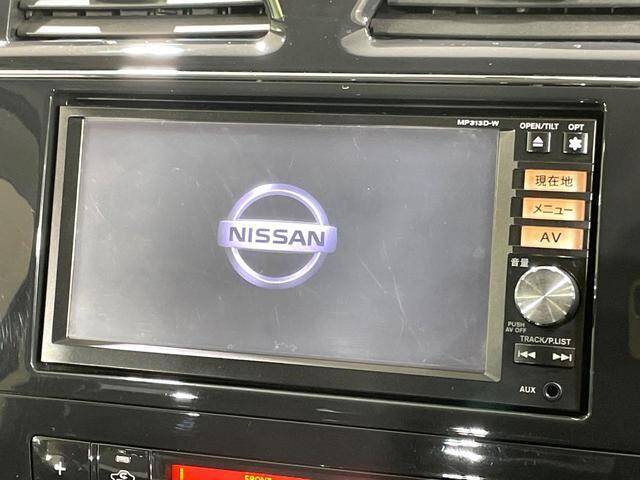 MP313D-W
OPEN/TILT OPT
現在地
メニュー
AV
音量
NISSAN
PUSH
AV OFF
TRACK/P.LIST
AUX
FRONT